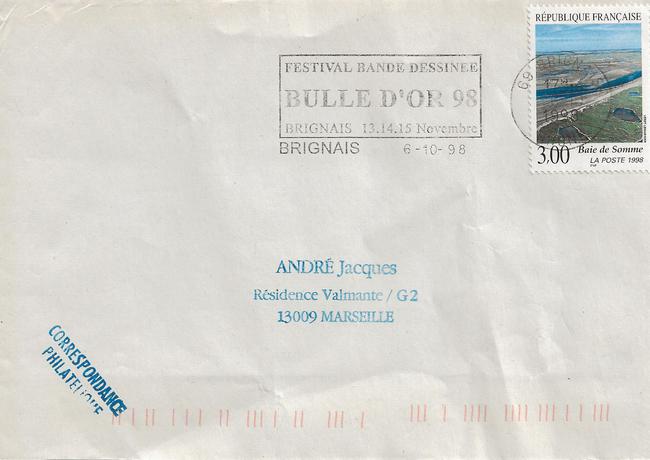 RÉPUBLIQUE FRANÇAISE
FESTIVAL BANDE DESSINEE
BULLE D'OR 98
BRIGNAIS 13.14.15 Novembre
BRIGNAIS 6-10-98
3,00 Baie de Somme
LA POSTE 1998
ANDRÉ Jacques
Résidence Valmante / G2
13009 MARSEILLE
CORRESPONDANCE
PHILATELIQUE